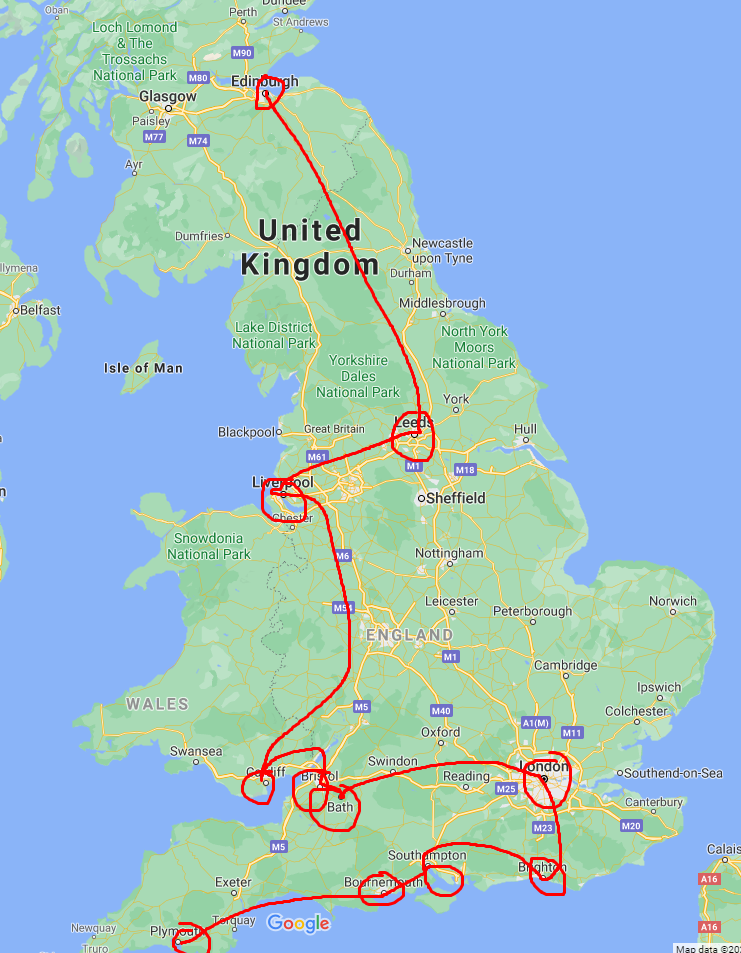 Oban
Dundee
Perth
St Andrews
Loch Lomond
& The
Trossachs
National Park
M90
M80
Edinburgh
Glasgow
Paisley
M77
M74
Ayr
United
Kingdom
Dumfries
Newcastle
upon Tyne
Durham
llymena
Belfast
Middlesbrough
Lake District
National Park
North York
Moors
National Park
Isle of Man
Yorkshire
Dales
National Park
York
Blackpool
Great Britain
Leeds
Hull
M61
M1
M18
Liverpool
Sheffield
Chester
Snowdonia
National Park
M6
Nottingham
M54
Leicester
Peterborough
Norwich
ENGLAND
M1
Cambridge
WALES
M5
M40
Ipswich
A1(M)
Colchester
M11
Oxford
Swansea
Cardiff
Bristol
Swindon
London
Southend-on-Sea
Reading
M25
Bath
Canterbury
M23
M20
M5
Southampton
Calais
Exeter
Bournemouth
Brighton
A16
Torquay
Newquay
Plymouth
Truro
Google
A16
Map data ©20